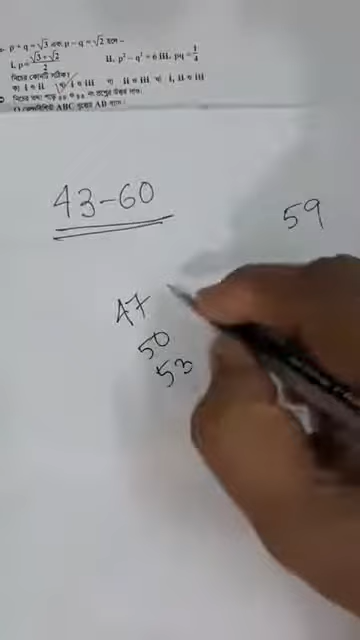 p + q = √3 এবং p − q = √2 হলে −
i. p = (√3+√2)/2 ii. p² − q² = 6 iii. pq = 1/4
নিচের কোনটি সঠিক?
ক) i ও ii খ) i ও iii গ) ii ও iii ঘ) i, ii ও iii
43-60
59
47
50
53